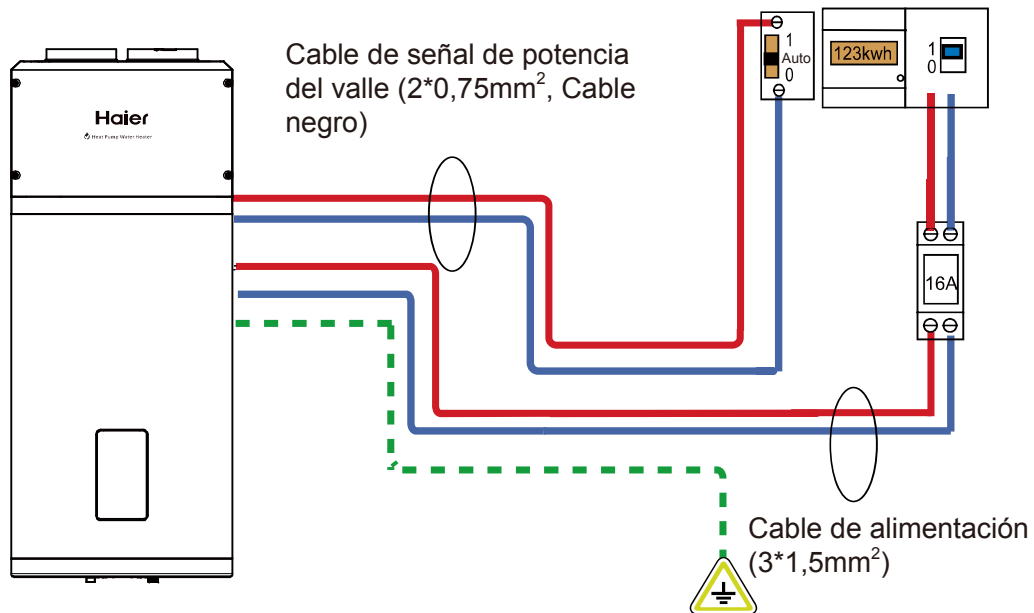 Cable de señal de potencia
del valle (2*0,75mm², Cable
negro)
1
Auto
0
123kwh
1
0
Haier
Heat Pump Water Heater
16A
Cable de alimentación
(3*1,5mm²)